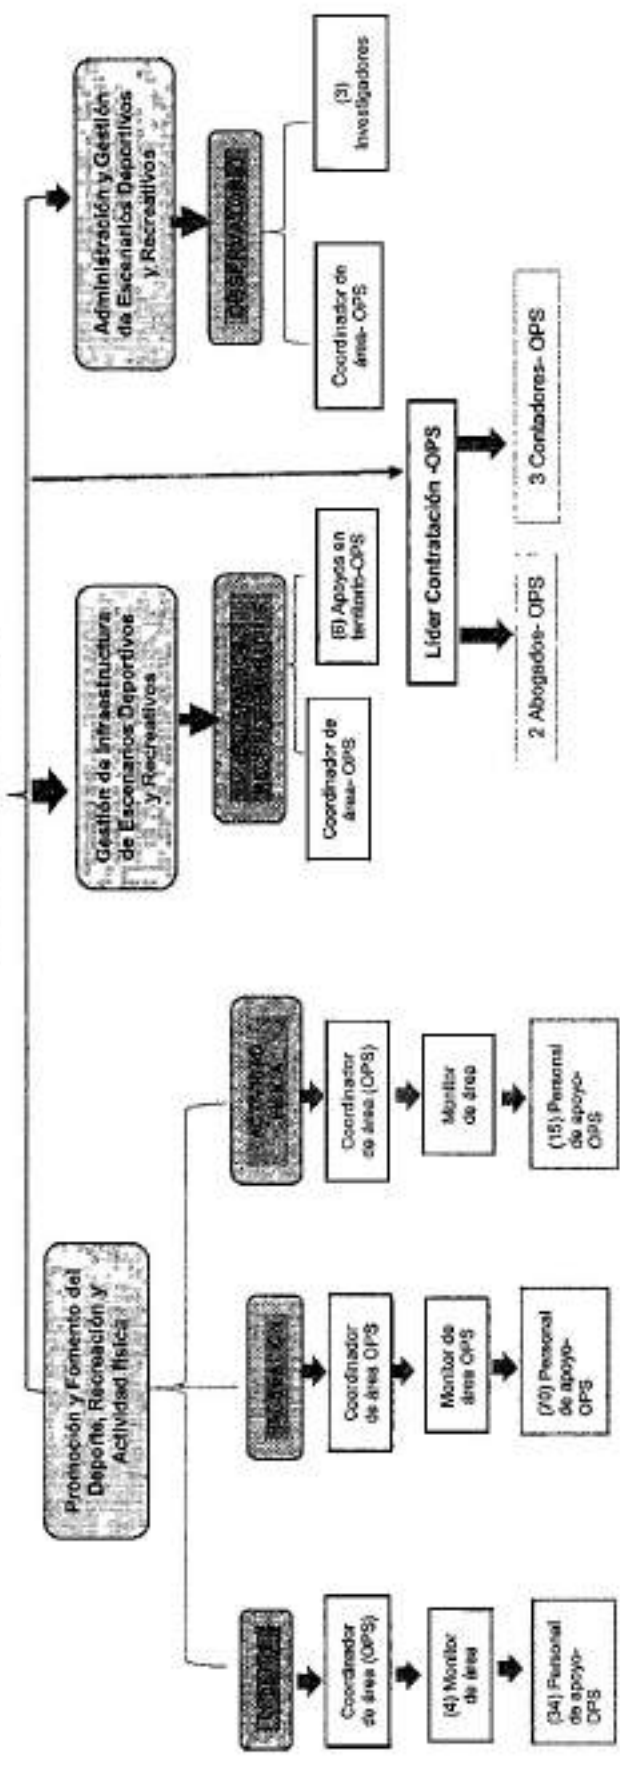 Promoción y Fomento del
Deporte, Recreación y
Actividad física
Coordinador
de área (OPS)
(4) Monitor
de área
(34) Personal
de apoyo-
OPS
Coordinador
de área OPS
Monitor de
área OPS
(70) Personal
de apoyo-
OPS
ACTIVIDAD
FÍSICA
Coordinador
de área (OPS)
Monitor
de área
(15) Personal
de apoyo-
OPS
Gestión de Infraestructura
de Escenarios Deportivos
y Recreativos
Coordinador de
área- OPS
(6) Apoyos en
territorio-OPS
Líder Contratación -OPS
2 Abogados- OPS
3 Contadores- OPS
Administración y Gestión
de Escenarios Deportivos
y Recreativos
OBSERVATORIO
Coordinador de
área- OPS
(3)
Investigadores